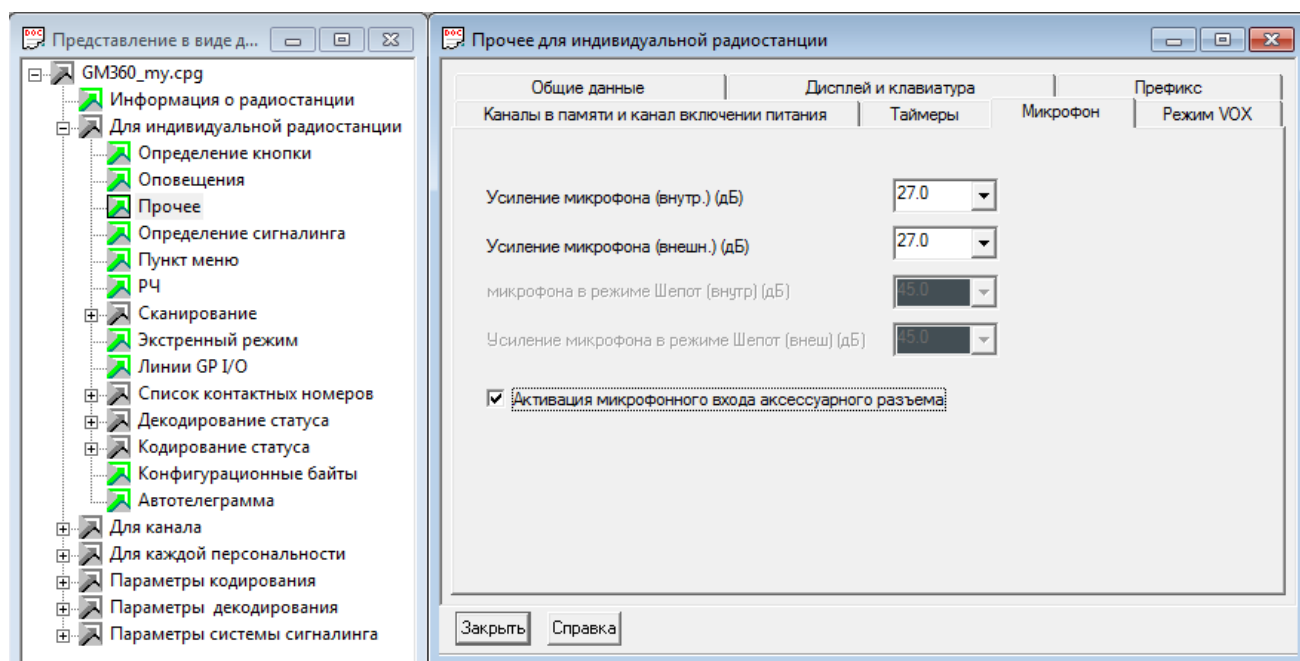 Представление в виде д...
GM360_my.cpg
Информация о радиостанции
Для индивидуальной радиостанции
Определение кнопки
Оповещения
Прочее
Определение сигналинга
Пункт меню
РЧ
Сканирование
Экстренный режим
Линии GP I/O
Список контактных номеров
Декодирование статуса
Кодирование статуса
Конфигурационные байты
Автотелеграмма
Для канала
Для каждой персональности
Параметры кодирования
Параметры декодирования
Параметры системы сигналинга
Прочее для индивидуальной радиостанции
Общие данные Дисплей и клавиатура Префикс
Каналы в памяти и канал включении питания Таймеры Микрофон Режим VOX
Усиление микрофона (внутр.) (дБ) 27.0
Усиление микрофона (внешн.) (дБ) 27.0
микрофона в режиме Шепот (внутр) (дБ) 45.0
Усиление микрофона в режиме Шепот (внеш) (дБ) 45.0
Активация микрофонного входа аксессуарного разъема
Закрыть Справка